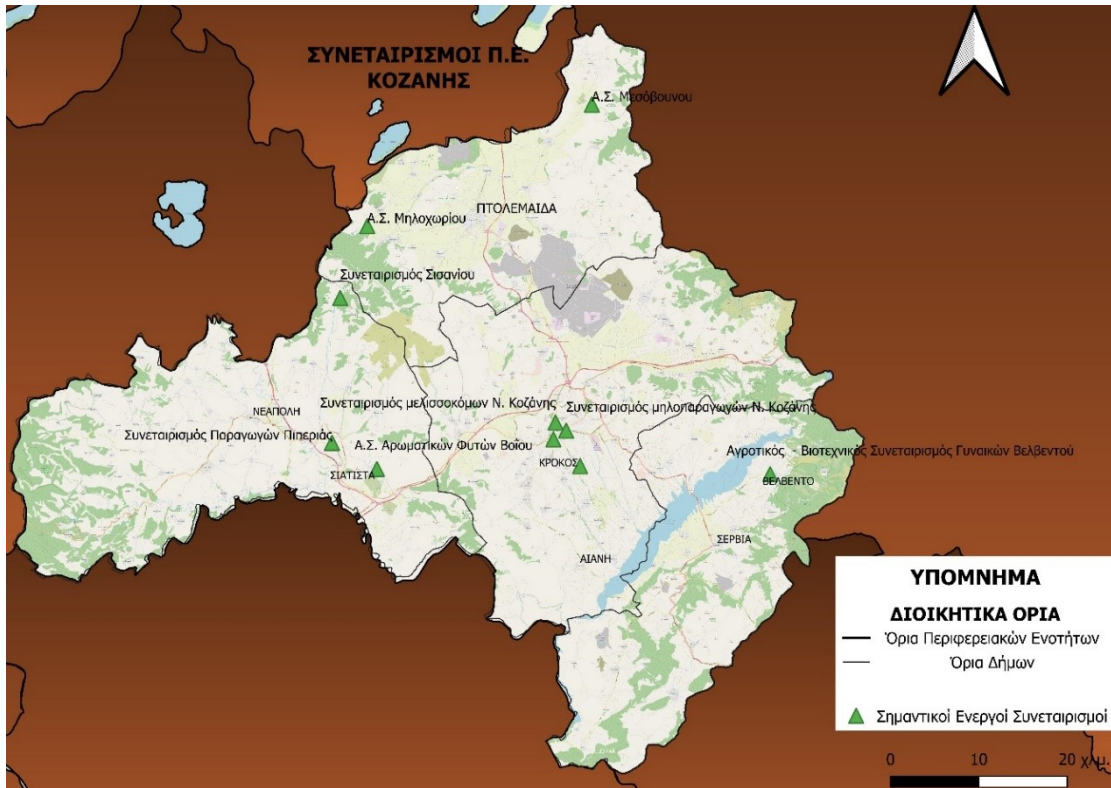 ΣΥΝΕΤΑΙΡΙΣΜΟΙ Π.Ε.
ΚΟΖΑΝΗΣ
Α.Σ. Μεσόβουνου
ΠΤΟΛΕΜΑΙΔΑ
Α.Σ. Μηλοχωρίου
Συνεταιρισμός Σισανίου
Συνεταιρισμός μελισσοκόμων Ν. Κοζάνης
Συνεταιρισμός μηλοπαραγωγών Ν. Κοζάνης
ΝΕΑΠΟΛΗ
Συνεταιρισμός Παραγωγών Πιπεριάς
Α.Σ. Αρωματικών Φυτών Βοΐου
Αγροτικός - Βιοτεχνικός Συνεταιρισμός Γυναικών Βελβεντού
ΚΡΟΚΟΣ
ΣΙΑΤΙΣΤΑ
ΒΕΛΒΕΝΤΟ
ΣΕΡΒΙΑ
ΑΙΑΝΗ
ΥΠΟΜΝΗΜΑ
ΔΙΟΙΚΗΤΙΚΑ ΟΡΙΑ
Όρια Περιφερειακών Ενοτήτων
Όρια Δήμων
Σημαντικοί Ενεργοί Συνεταιρισμοί
0 10 20 χλμ.